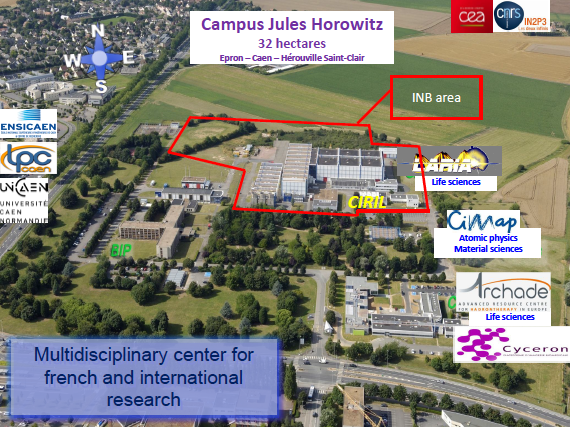 Campus Jules Horowitz
32 hectares
Epron – Caen – Hérouville Saint-Clair
cea
cnrs
IN2P3
N
W E
S
INB area
ENSICAEN
LPC
caen
UNICAEN
UNIVERSITÉ
CAEN
NORMANDIE
LARIA
Life sciences
CIRIL
CiMap
Atomic physics
Material sciences
BIP
Archade
ADVANCED RESOURCE CENTRE
FOR HADRONTHERAPY IN EUROPE
Life sciences
Cyceron
Multidisciplinary center for
french and international
research